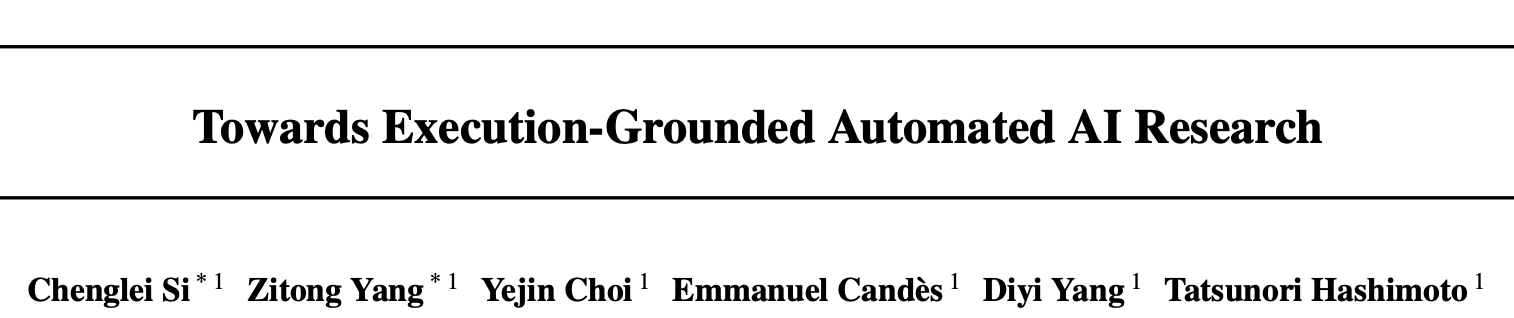 Towards Execution-Grounded Automated AI Research
Chenglei Si * 1 Zitong Yang * 1 Yejin Choi 1 Emmanuel Candès 1 Diyi Yang 1 Tatsunori Hashimoto 1